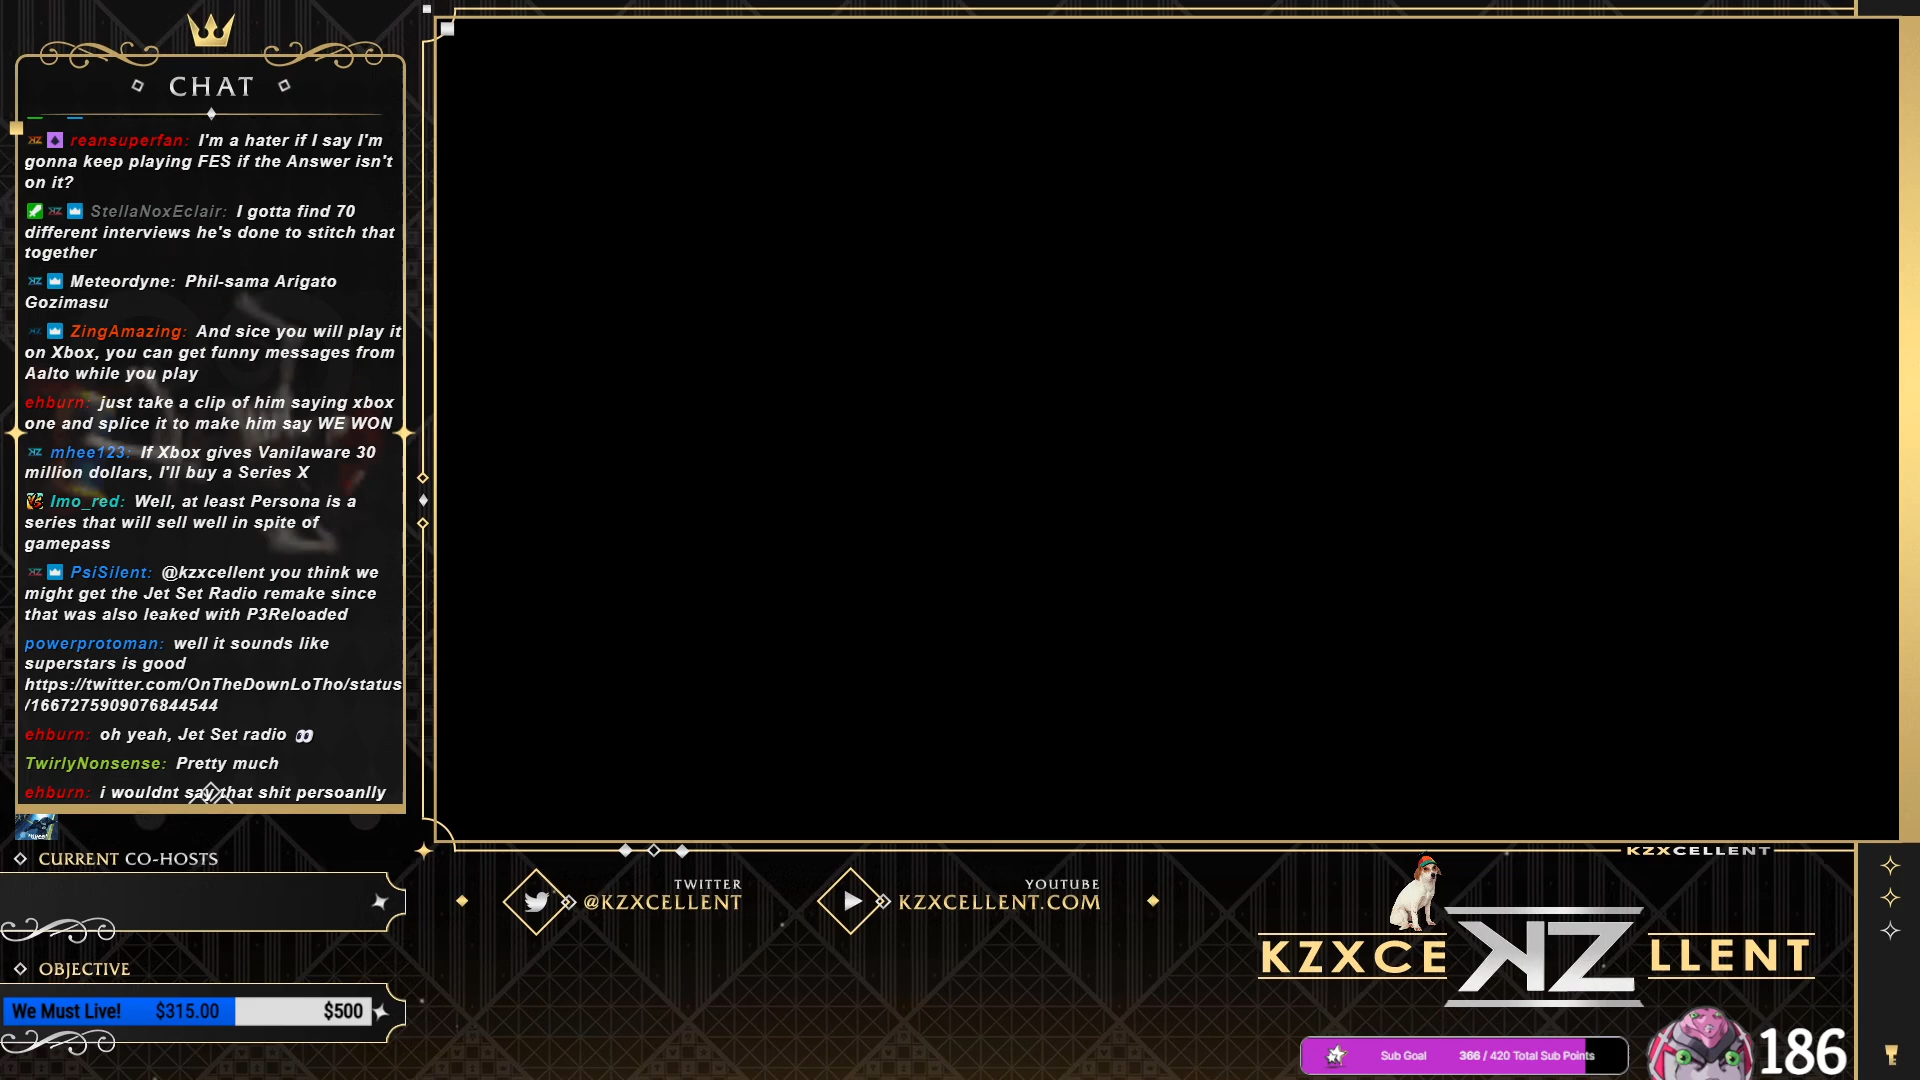 CHAT
reansuperfan: I'm a hater if I say I'm
gonna keep playing FES if the Answer isn't
on it?
StellaNoxEclair: I gotta find 70
different interviews he's done to stitch that
together
Meteordyne: Phil-sama Arigato
Gozimasu
ZingAmazing: And sice you will play it
on Xbox, you can get funny messages from
Aalto while you play
ehburn: just take a clip of him saying xbox
one and splice it to make him say WE WON
mhee123: If Xbox gives Vanilaware 30
million dollars, I'll buy a Series X
Imo_red: Well, at least Persona is a
series that will sell well in spite of
gamepass
PsiSilent: @kzxcellent you think we
might get the Jet Set Radio remake since
that was also leaked with P3Reloaded
powerprotoman: well it sounds like
superstars is good
https://twitter.com/OnTheDownLoTho/status
/1667275909076844544
ehburn: oh yeah, Jet Set radio 👀
TwirlyNonsense: Pretty much
ehburn: i wouldnt say that shit persoanlly
CURRENT CO-HOSTS
OBJECTIVE
We Must Live! $315.00 $500
TWITTER
@KZXCELLENT
YOUTUBE
KZXCELLENT.COM
KZXCELLENT
KZXCE KZ LLENT
Sub Goal 366 / 420 Total Sub Points
186